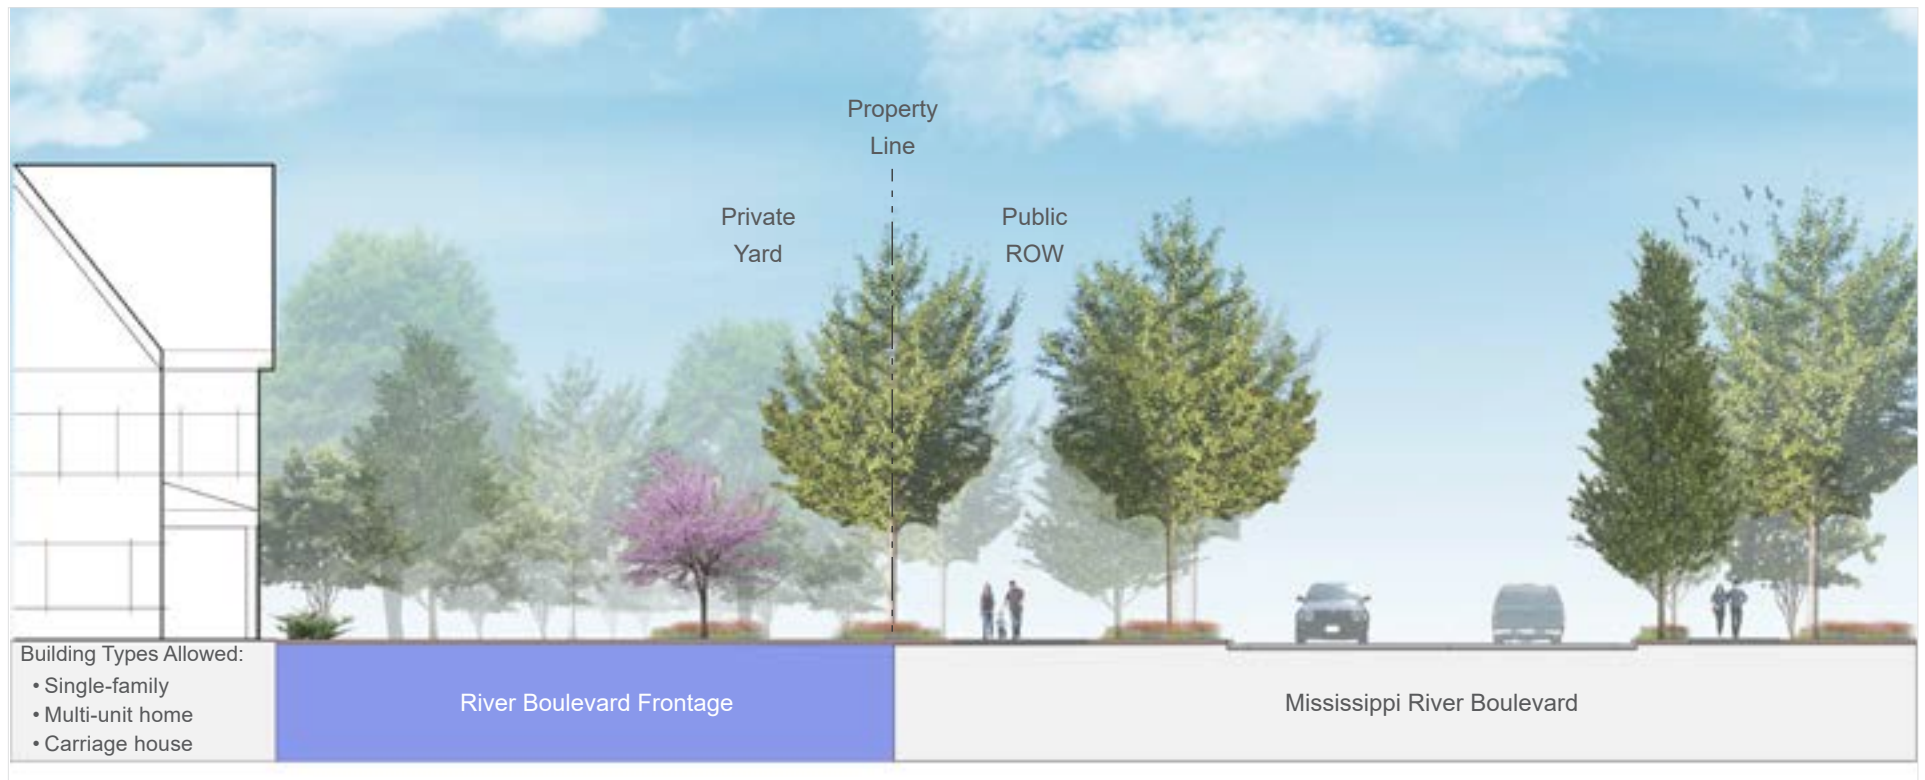 Property
Line
Private
Yard
Public
ROW
Building Types Allowed:
• Single-family
• Multi-unit home
• Carriage house
River Boulevard Frontage
Mississippi River Boulevard